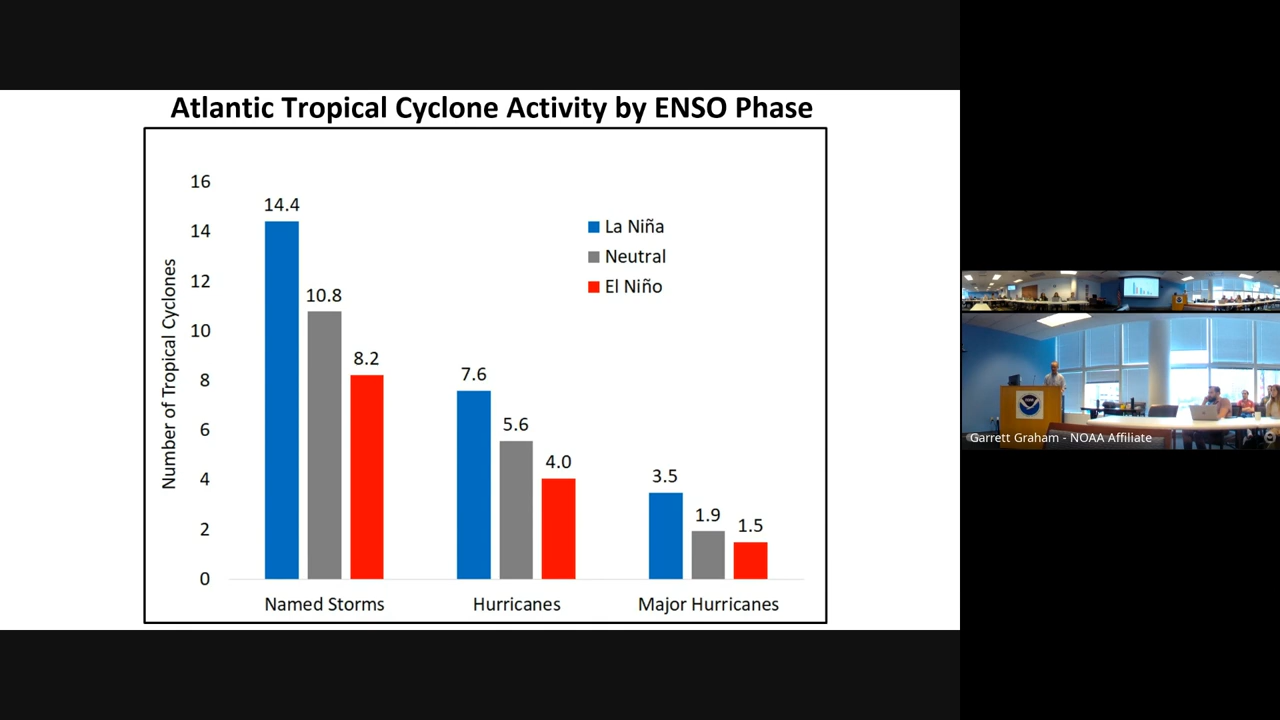 Atlantic Tropical Cyclone Activity by ENSO Phase
Number of Tropical Cyclones
16
14
12
10
8
6
4
2
0
14.4
10.8
8.2
7.6
5.6
4.0
3.5
1.9
1.5
La Niña
Neutral
El Niño
Named Storms
Hurricanes
Major Hurricanes
Garrett Graham - NOAA Affiliate